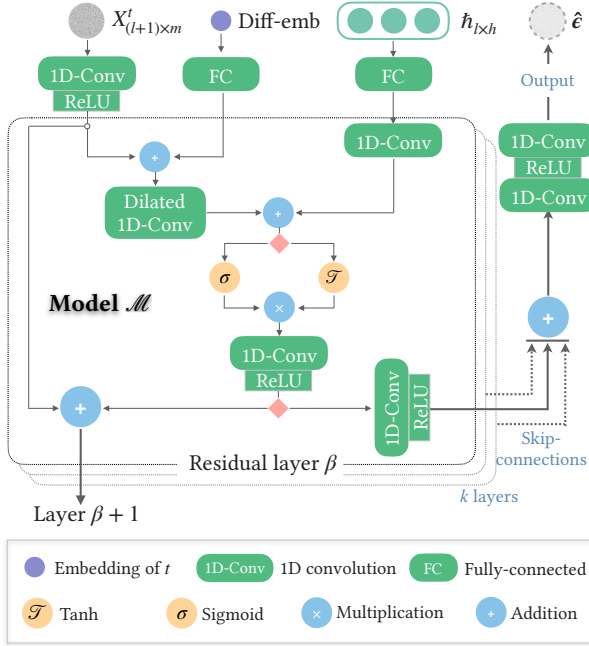 X^t_{(l+1)×m}
Diff-emb
ℏ_{l×h}
ε̂
1D-Conv
ReLU
FC
FC
Output
1D-Conv
1D-Conv
ReLU
1D-Conv
+
Dilated
1D-Conv
+
σ
𝒯
Model ℳ
×
+
1D-Conv
ReLU
1D-Conv
ReLU
+
Skip-
connections
Residual layer β
k layers
Layer β + 1
Embedding of t
1D-Conv
1D convolution
FC
Fully-connected
𝒯
Tanh
σ
Sigmoid
×
Multiplication
+
Addition